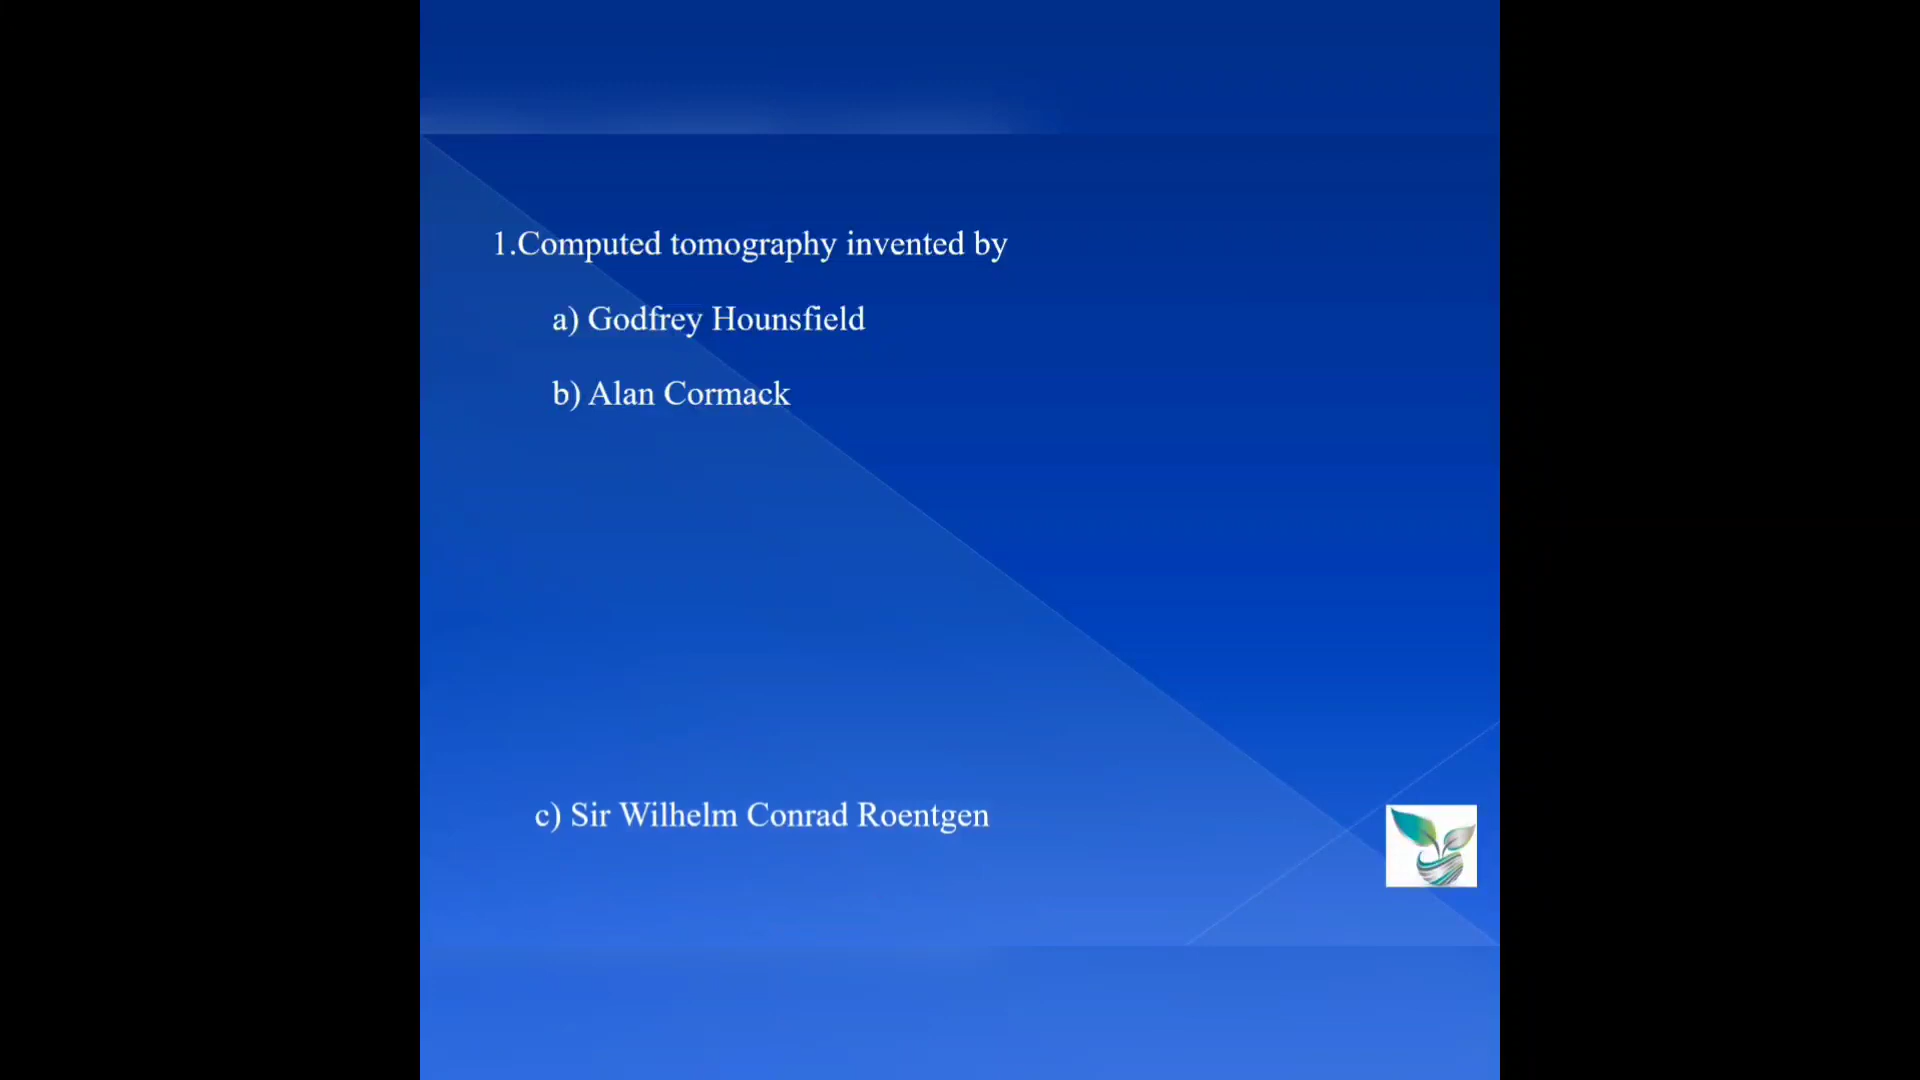 1.Computed tomography invented by
a) Godfrey Hounsfield
b) Alan Cormack
c) Sir Wilhelm Conrad Roentgen